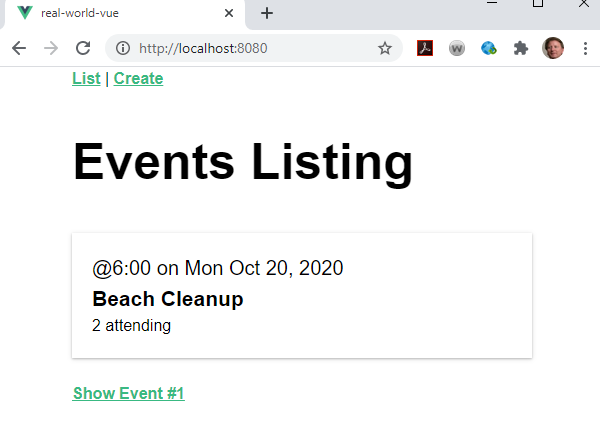 real-world-vue
http://localhost:8080
List | Create
Events Listing
@6:00 on Mon Oct 20, 2020
Beach Cleanup
2 attending
Show Event #1